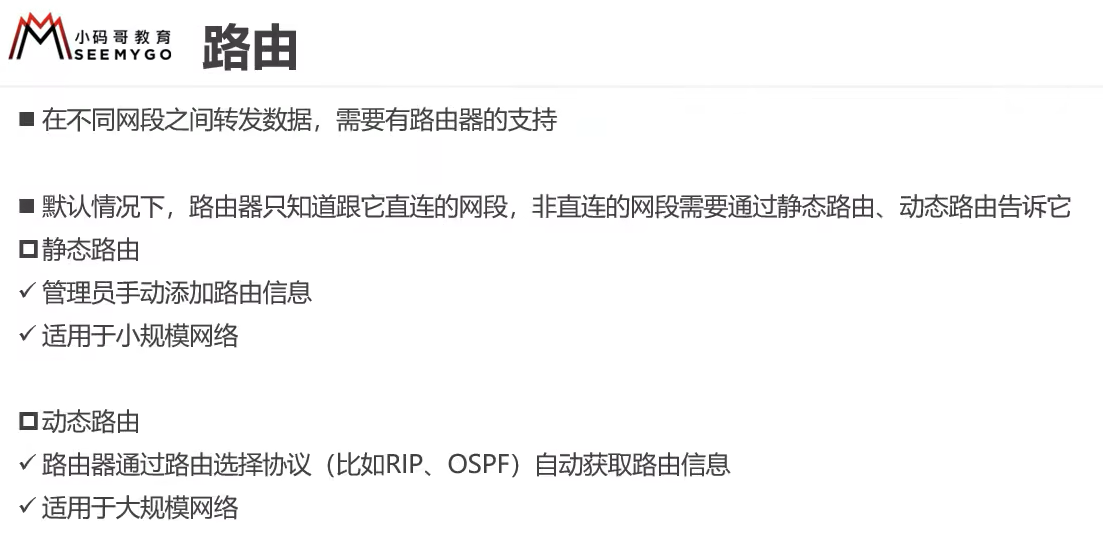 小码哥教育
SEEMYGO
路由
■ 在不同网段之间转发数据，需要有路由器的支持
■ 默认情况下，路由器只知道跟它直连的网段，非直连的网段需要通过静态路由、动态路由告诉它
静态路由
✓ 管理员手动添加路由信息
✓ 适用于小规模网络
动态路由
✓ 路由器通过路由选择协议（比如RIP、OSPF）自动获取路由信息
✓ 适用于大规模网络